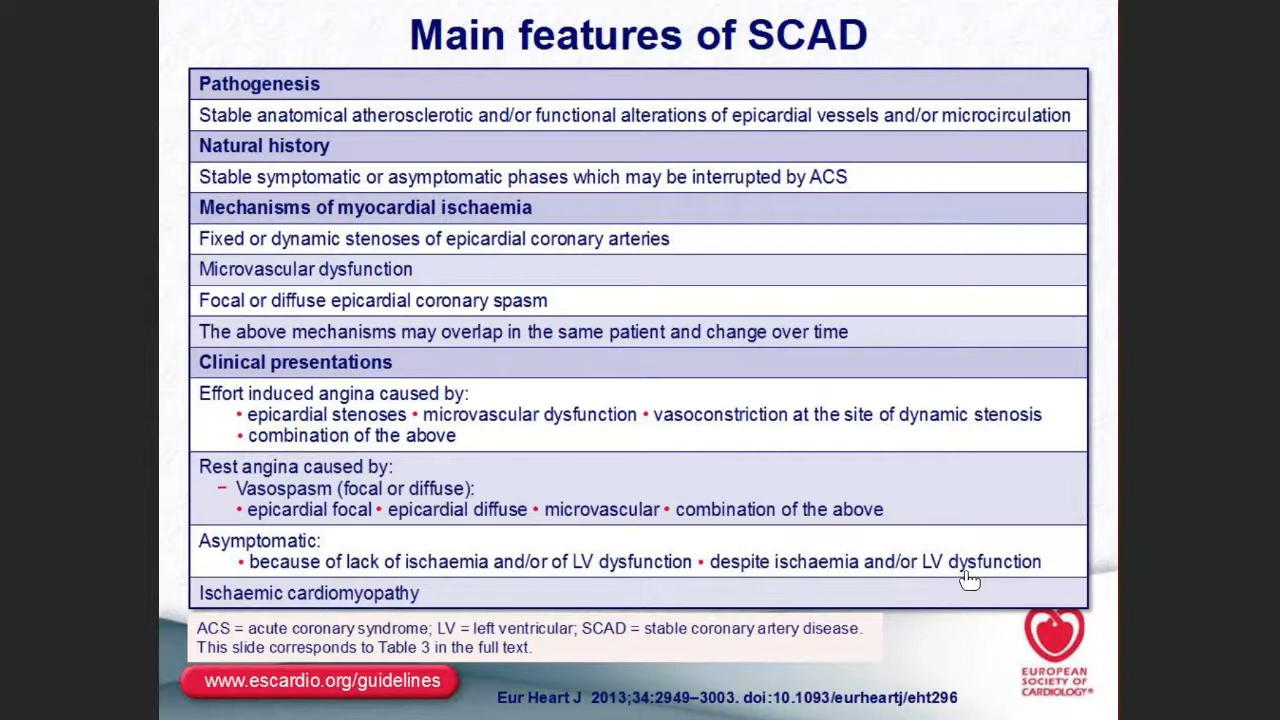 Main features of SCAD
Pathogenesis
Stable anatomical atherosclerotic and/or functional alterations of epicardial vessels and/or microcirculation
Natural history
Stable symptomatic or asymptomatic phases which may be interrupted by ACS
Mechanisms of myocardial ischaemia
Fixed or dynamic stenoses of epicardial coronary arteries
Microvascular dysfunction
Focal or diffuse epicardial coronary spasm
The above mechanisms may overlap in the same patient and change over time
Clinical presentations
Effort induced angina caused by:
• epicardial stenoses • microvascular dysfunction • vasoconstriction at the site of dynamic stenosis
• combination of the above
Rest angina caused by:
− Vasospasm (focal or diffuse):
• epicardial focal • epicardial diffuse • microvascular • combination of the above
Asymptomatic:
• because of lack of ischaemia and/or of LV dysfunction • despite ischaemia and/or LV dysfunction
Ischaemic cardiomyopathy
ACS = acute coronary syndrome; LV = left ventricular; SCAD = stable coronary artery disease.
This slide corresponds to Table 3 in the full text.
www.escardio.org/guidelines
Eur Heart J 2013;34:2949–3003. doi:10.1093/eurheartj/eht296
EUROPEAN
SOCIETY OF
CARDIOLOGY®